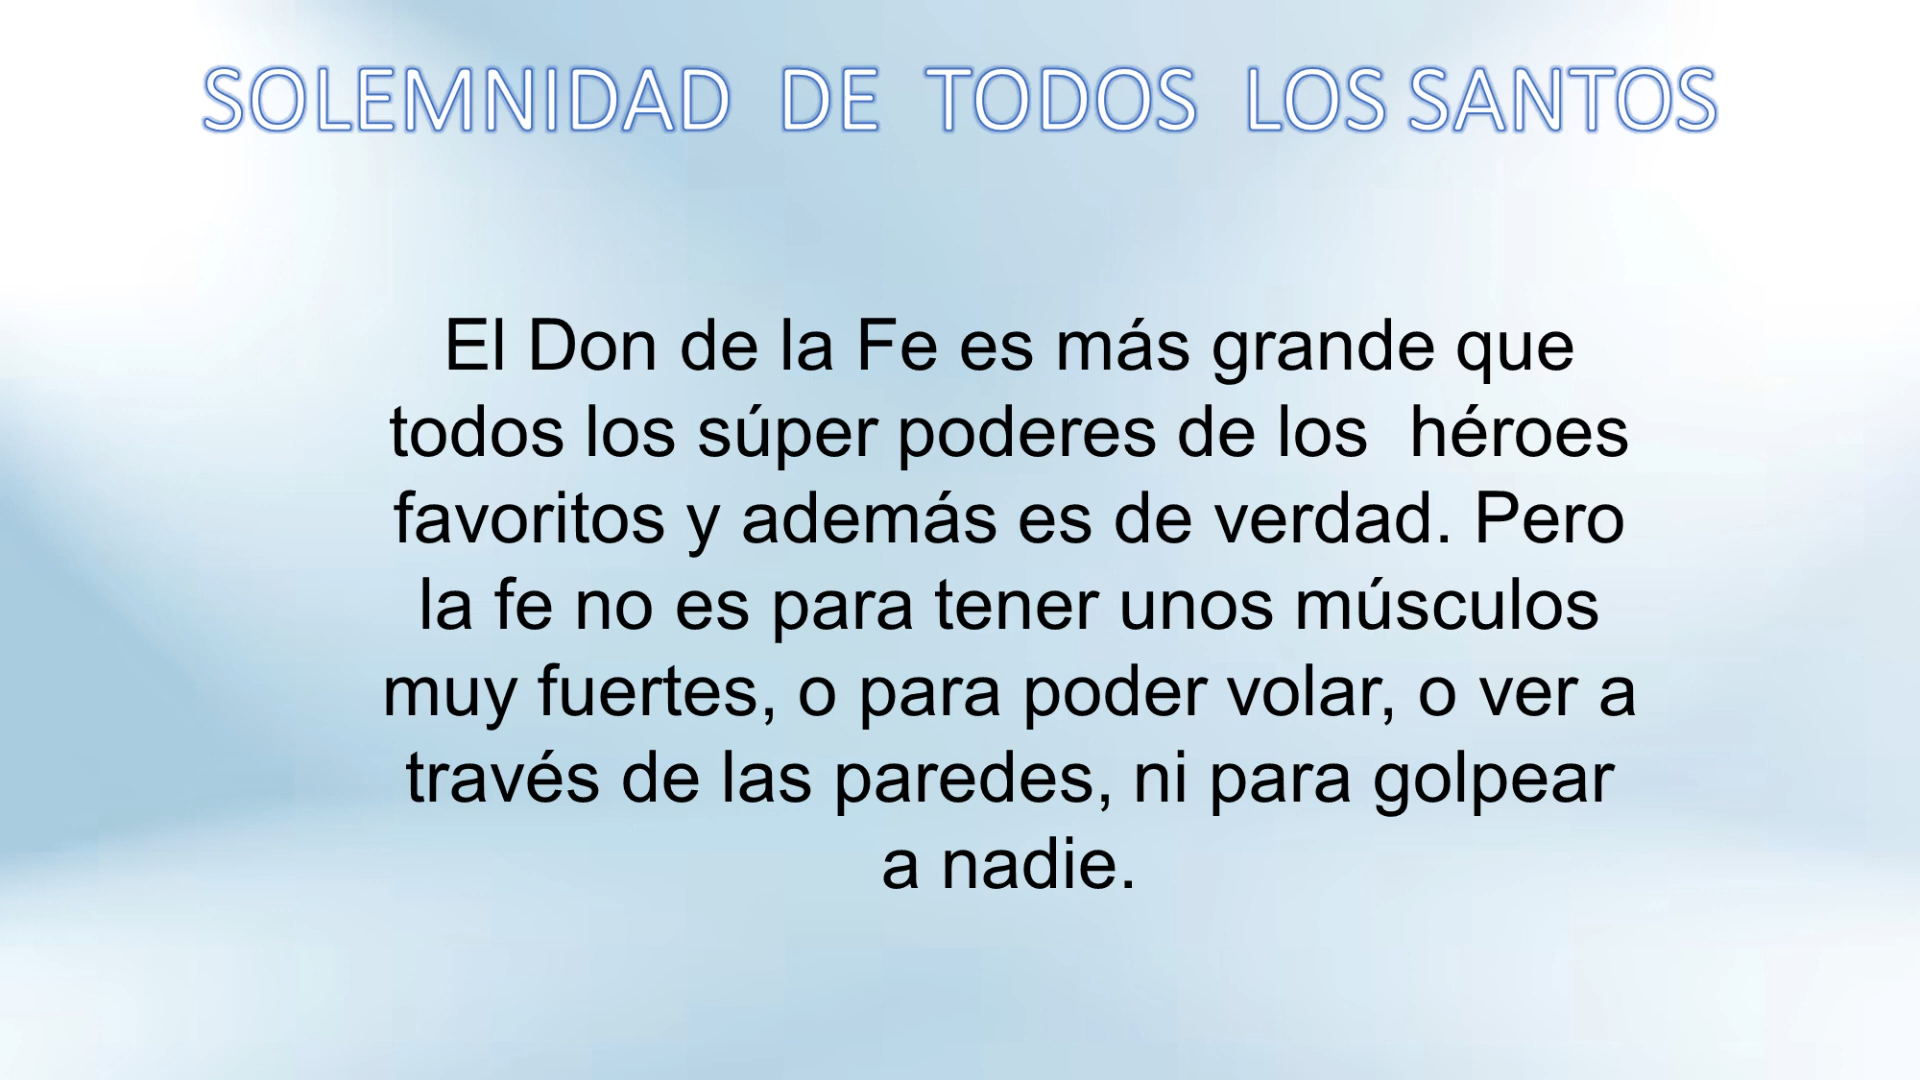 SOLEMNIDAD DE TODOS LOS SANTOS
El Don de la Fe es más grande que
todos los súper poderes de los héroes
favoritos y además es de verdad. Pero
la fe no es para tener unos músculos
muy fuertes, o para poder volar, o ver a
través de las paredes, ni para golpear
a nadie.